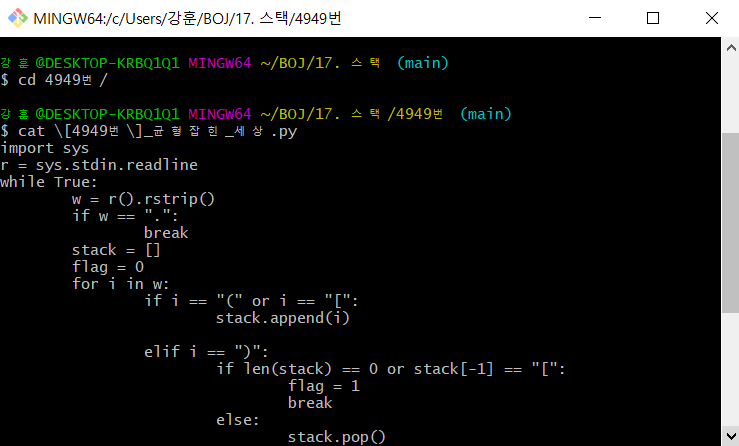 MINGW64:/c/Users/강훈/BOJ/17. 스택/4949번
강훈@DESKTOP-KRBQ1Q1 MINGW64 ~/BOJ/17. 스택 (main)
$ cd 4949번/
강훈@DESKTOP-KRBQ1Q1 MINGW64 ~/BOJ/17. 스택/4949번 (main)
$ cat \[4949번\]_균형잡힌_세상.py
import sys
r = sys.stdin.readline
while True:
        w = r().rstrip()
        if w == ".":
                break
        stack = []
        flag = 0
        for i in w:
                if i == "(" or i == "[":
                        stack.append(i)
                elif i == ")":
                        if len(stack) == 0 or stack[-1] == "[":
                                flag = 1
                                break
                        else:
                                stack.pop()